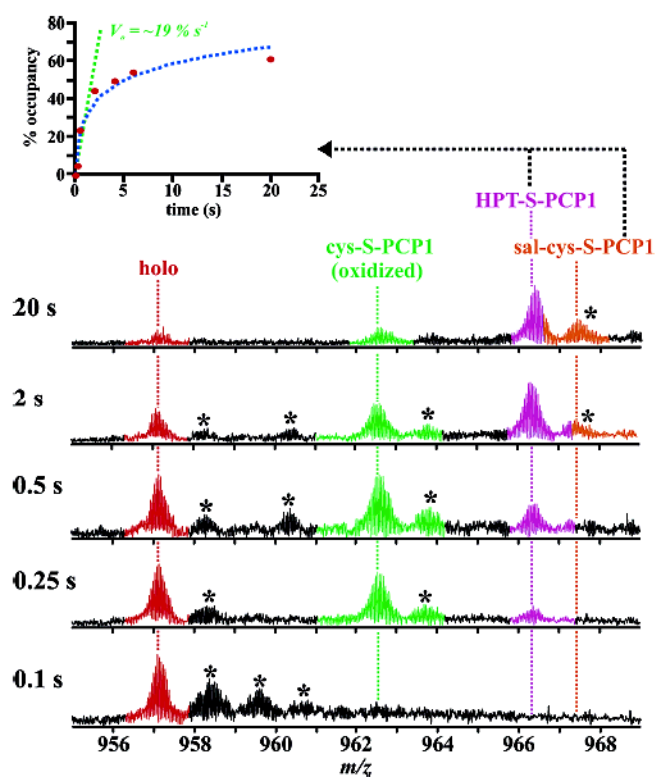 80
60
40
20
0
% occupancy
0 5 10 15 20 25
time (s)
Vₒ = ~19 % s⁻¹
HPT-S-PCP1
holo
cys-S-PCP1
(oxidized)
sal-cys-S-PCP1
20 s
*
2 s
* * * *
0.5 s
* * *
0.25 s
* *
0.1 s
* * *
956 958 960 962 964 966 968
m/z